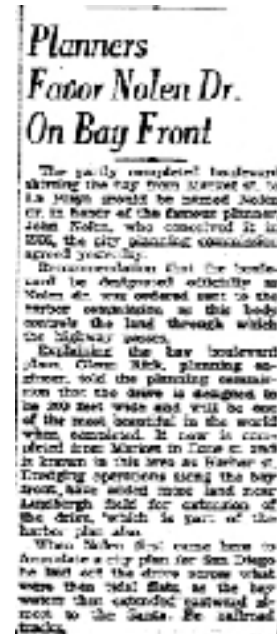 Planners
Favor Nolen Dr.
On Bay Front
The partly completed boulevard
skirting the bay from Market st. to
La Playa should be named Nolen
dr. in honor of the famous planner
John Nolen, who conceived it in
the city planning commission
agreed yesterday.
Recommendation that the boule-
vard be designated officially as
Nolen dr. was ordered sent to the
harbor commission as this body
controls the land through which
the highway passes.
Explaining the bay boulevard
plans, Glenn Rick, planning en-
gineer, told the planning commis-
sion that the drive is designed to
be 200 feet wide and will be one
of the most beautiful in the world
when completed. It now is com-
pleted from Market to st. and
is known in this area as Harbor
Dredging operations along the bay
front have added more land near
Lindbergh field for extension of
the drive, which is part of the
harbor plan also.
When Nolen first came here to
formulate a city plan for San Diego
he laid out the drive across what
were then tidal flats, as the bay
waters then extended eastward al-
most to the Santa Fe railroad
tracks.